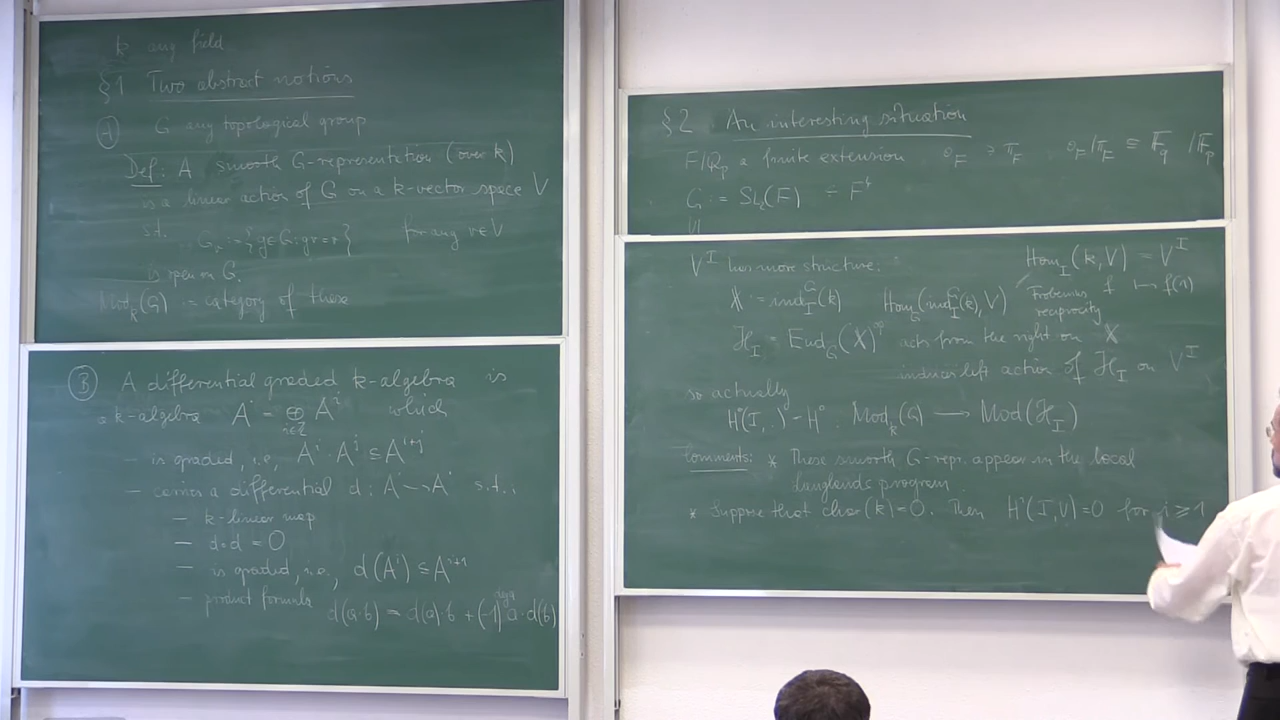 k any field
§1 Two abstract notions
Ⓐ G any topological group
Def: A smooth G-representation (over k)
is a linear action of G on a k-vector space V
s.t. G_v := {g∈G : gv = v} for any v∈V
is open in G.
Mod_k(G) := category of these
Ⓑ A differential graded k-algebra is
a k-algebra A^• = ⊕_{i∈ℤ} A^i which
— is graded, i.e., A^i · A^j ⊆ A^{i+j}
— carries a differential d: A^• → A^• s.t.
— k-linear map
— d∘d = 0
— is graded, i.e., d(A^i) ⊆ A^{i+1}
— product formula d(a·b) = d(a)·b + (-1)^{deg a} a·d(b)
§2 An interesting situation
F/ℚ_p a finite extension o_F ∋ π_F o_F/π_F = 𝔽_q /𝔽_p
G := SL_2(F)
V^I has more structure: Hom_I(k,V) = V^I
𝕏 := ind_I^G(k) Hom_G(ind_I^G(k), V) Frobenius reciprocity f ↦ f(1)
ℋ_I = End_G(𝕏)^{op} acts from the right on 𝕏
induces left action of ℋ_I on V^I
so actually
H^0(I,.) = H^0 : Mod_k(G) → Mod(ℋ_I)
Comments: * These smooth G-repr. appear in the local
Langlands program
* Suppose that char(k)=0. Then H^i(I,V)=0 for i ≥ 1